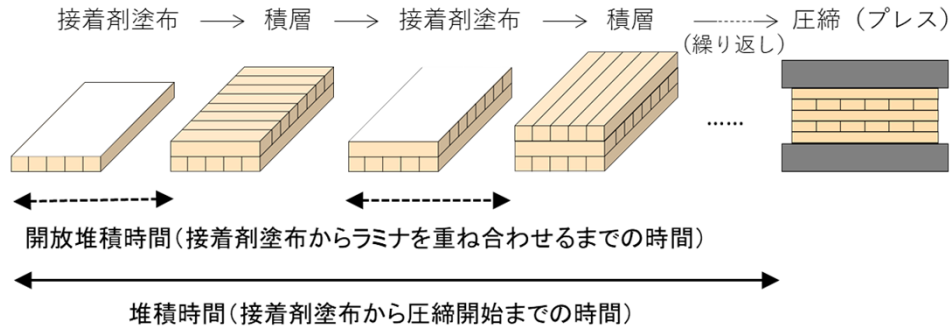 接着剤塗布 → 積層 → 接着剤塗布 → 積層 → 圧締（プレス）
(繰り返し)
……
開放堆積時間（接着剤塗布からラミナを重ね合わせるまでの時間）
堆積時間（接着剤塗布から圧締開始までの時間）